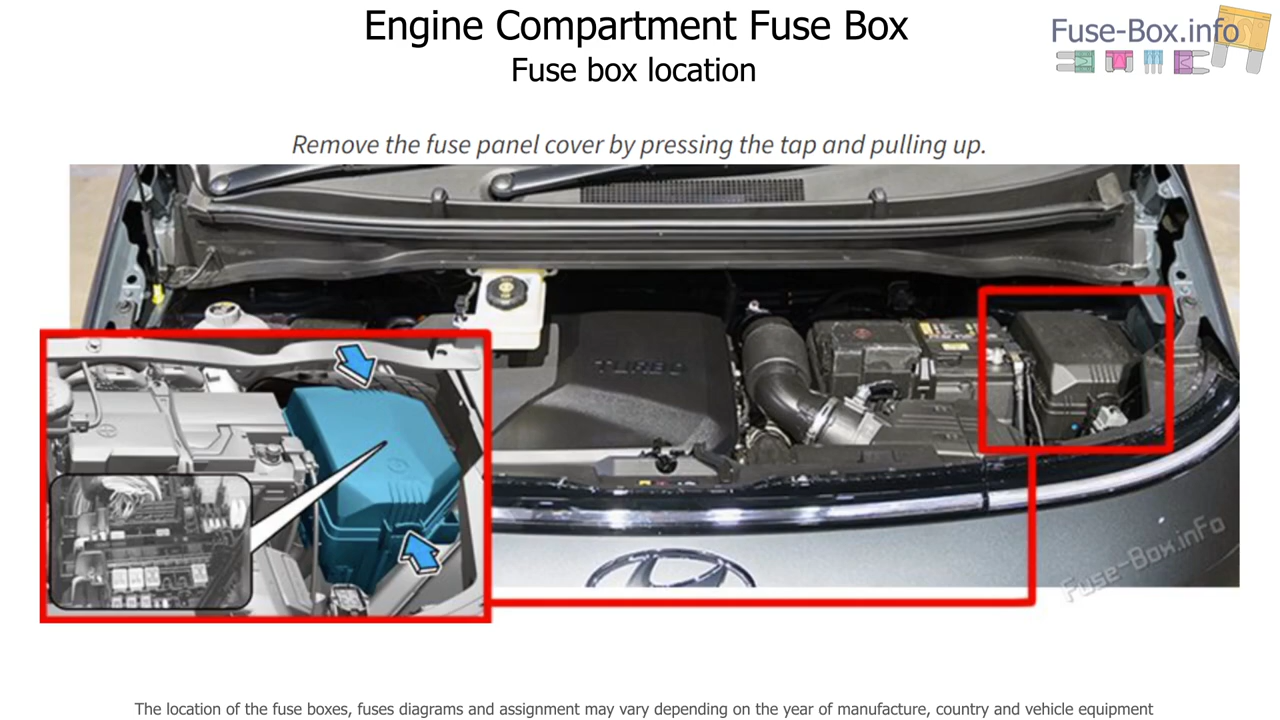 Engine Compartment Fuse Box
Fuse box location
Fuse-Box.info
Remove the fuse panel cover by pressing the tap and pulling up.
TURBO
Fuse-Box.inFo
The location of the fuse boxes, fuses diagrams and assignment may vary depending on the year of manufacture, country and vehicle equipment